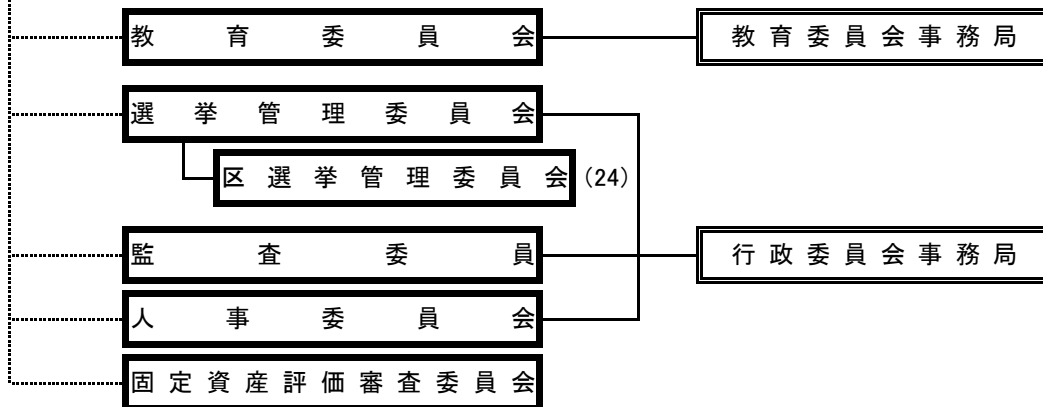 教育委員会 教育委員会事務局
選挙管理委員会
区選挙管理委員会 (24)
監査委員 行政委員会事務局
人事委員会
固定資産評価審査委員会